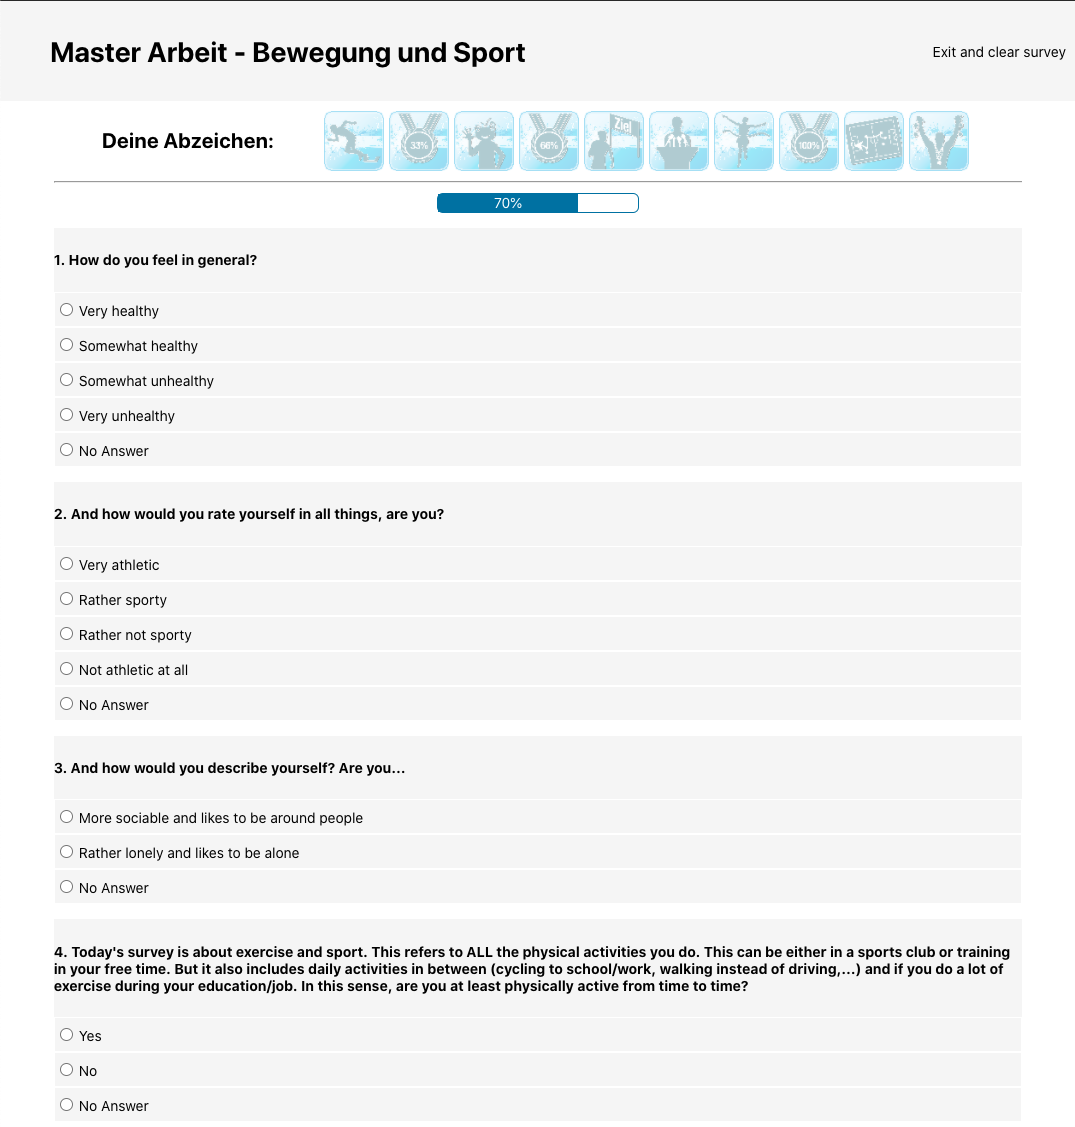 Master Arbeit - Bewegung und Sport
Exit and clear survey
Deine Abzeichen:
33%
66%
Ziel
100%
70%
1. How do you feel in general?
Very healthy
Somewhat healthy
Somewhat unhealthy
Very unhealthy
No Answer
2. And how would you rate yourself in all things, are you?
Very athletic
Rather sporty
Rather not sporty
Not athletic at all
No Answer
3. And how would you describe yourself? Are you...
More sociable and likes to be around people
Rather lonely and likes to be alone
No Answer
4. Today's survey is about exercise and sport. This refers to ALL the physical activities you do. This can be either in a sports club or training
in your free time. But it also includes daily activities in between (cycling to school/work, walking instead of driving,...) and if you do a lot of
exercise during your education/job. In this sense, are you at least physically active from time to time?
Yes
No
No Answer